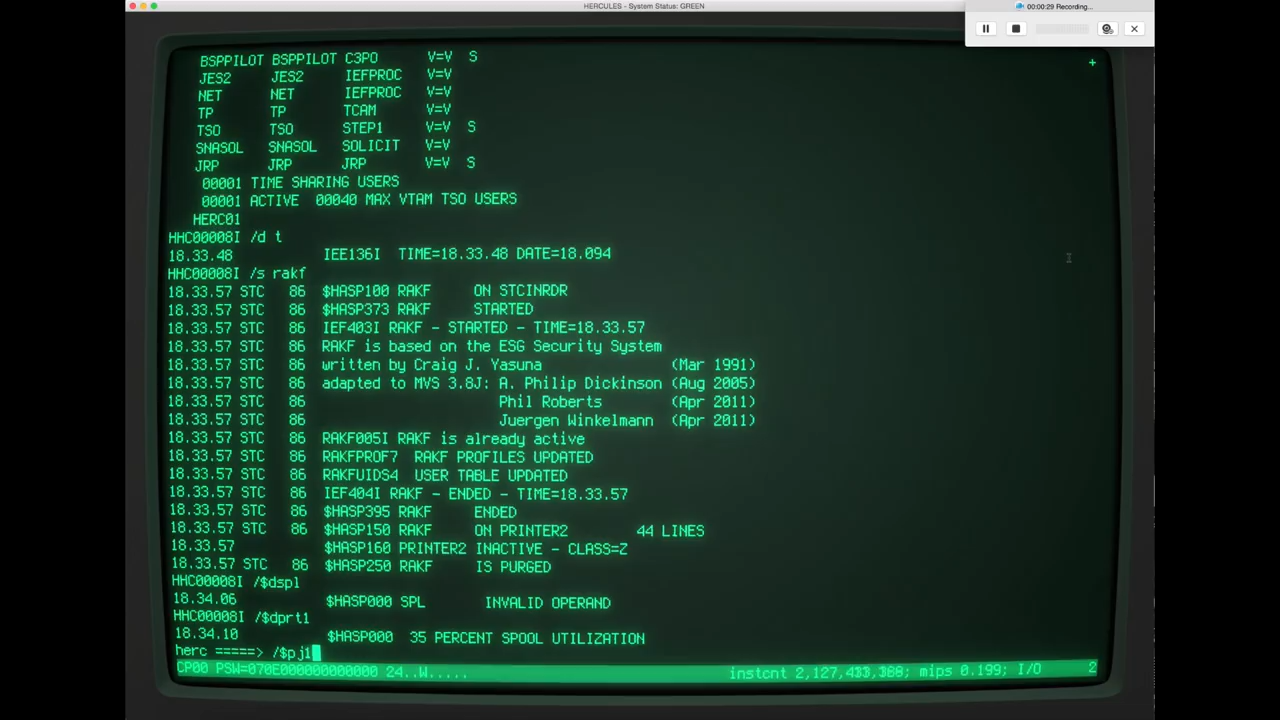 HERCULES - System Status: GREEN
00:00:29 Recording...
BSPPILOT BSPPILOT C3PO V=V S
JES2 JES2 IEFPROC V=V
NET NET IEFPROC V=V
TP TP TCAM V=V
TSO TSO STEP1 V=V S
SNASOL SNASOL SOLICIT V=V
JRP JRP JRP V=V S
00001 TIME SHARING USERS
00001 ACTIVE 00040 MAX VTAM TSO USERS
HERC01
HHC00008I /d t
18.33.48 IEE136I TIME=18.33.48 DATE=18.094
HHC00008I /s rakf
18.33.57 STC 86 $HASP100 RAKF ON STCINRDR
18.33.57 STC 86 $HASP373 RAKF STARTED
18.33.57 STC 86 IEF403I RAKF - STARTED - TIME=18.33.57
18.33.57 STC 86 RAKF is based on the ESG Security System
18.33.57 STC 86 written by Craig J. Yasuna (Mar 1991)
18.33.57 STC 86 adapted to MVS 3.8J: A. Philip Dickinson (Aug 2005)
18.33.57 STC 86 Phil Roberts (Apr 2011)
18.33.57 STC 86 Juergen Winkelmann (Apr 2011)
18.33.57 STC 86 RAKF005I RAKF is already active
18.33.57 STC 86 RAKFPROF7 RAKF PROFILES UPDATED
18.33.57 STC 86 RAKFUIDS4 USER TABLE UPDATED
18.33.57 STC 86 IEF404I RAKF - ENDED - TIME=18.33.57
18.33.57 STC 86 $HASP395 RAKF ENDED
18.33.57 STC 86 $HASP150 RAKF ON PRINTER2 44 LINES
18.33.57 $HASP160 PRINTER2 INACTIVE - CLASS=Z
18.33.57 STC 86 $HASP250 RAKF IS PURGED
HHC00008I /$dspl
18.34.06 $HASP000 SPL INVALID OPERAND
HHC00008I /$dprt1
18.34.10 $HASP000 35 PERCENT SPOOL UTILIZATION
herc =====> /$pj1
CP00 PSW=070E000000000000 24..W..... instcnt 2,127,433,388; mips 0.199; I/O 2